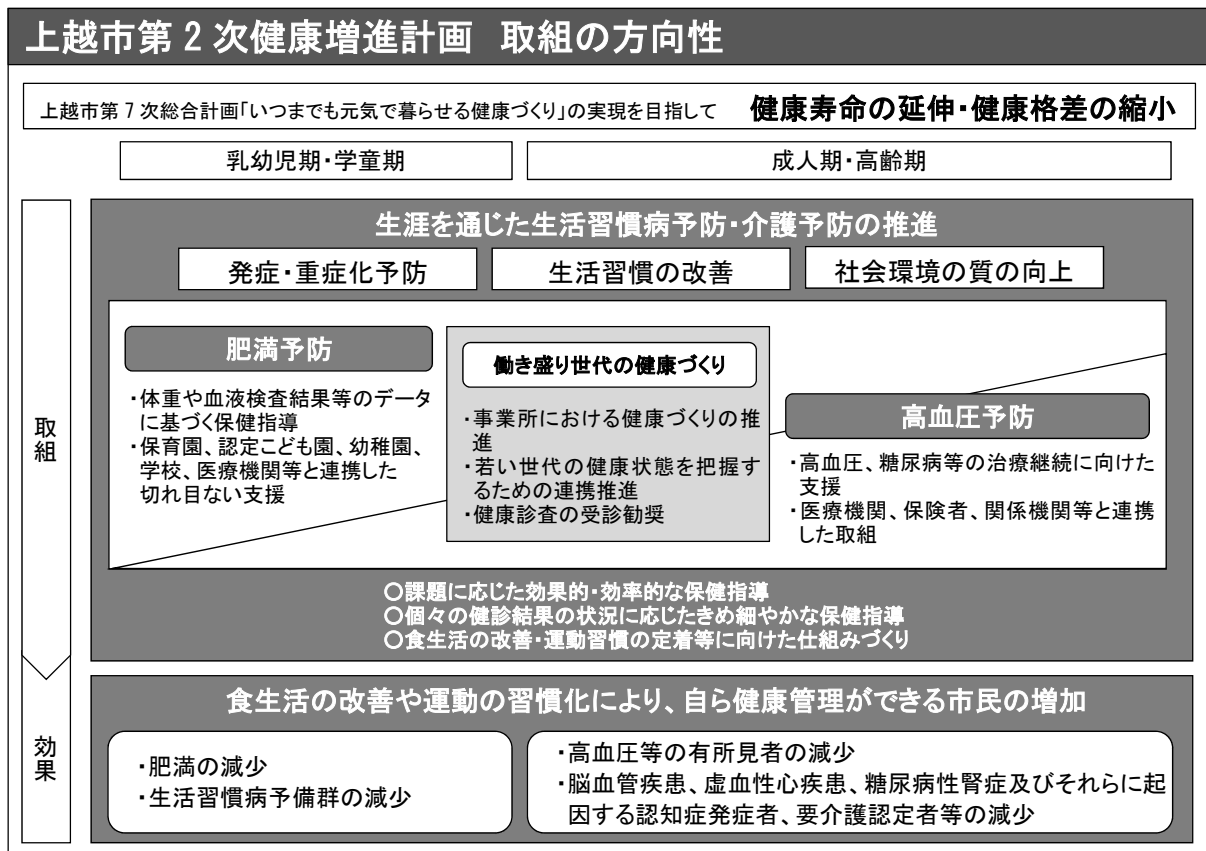 上越市第2次健康増進計画 取組の方向性
上越市第7次総合計画「いつまでも元気で暮らせる健康づくり」の実現を目指して 健康寿命の延伸・健康格差の縮小
乳幼児期・学童期
成人期・高齢期
取組
生涯を通じた生活習慣病予防・介護予防の推進
発症・重症化予防
生活習慣の改善
社会環境の質の向上
肥満予防
・体重や血液検査結果等のデータ
に基づく保健指導
・保育園、認定こども園、幼稚園、
学校、医療機関等と連携した
切れ目ない支援
働き盛り世代の健康づくり
・事業所における健康づくりの推
進
・若い世代の健康状態を把握す
るための連携推進
・健康診査の受診勧奨
高血圧予防
・高血圧、糖尿病等の治療継続に向けた
支援
・医療機関、保険者、関係機関等と連携
した取組
○課題に応じた効果的・効率的な保健指導
○個々の健診結果の状況に応じたきめ細やかな保健指導
○食生活の改善・運動習慣の定着等に向けた仕組みづくり
効果
食生活の改善や運動の習慣化により、自ら健康管理ができる市民の増加
・肥満の減少
・生活習慣病予備群の減少
・高血圧等の有所見者の減少
・脳血管疾患、虚血性心疾患、糖尿病性腎症及びそれらに起
因する認知症発症者、要介護認定者等の減少